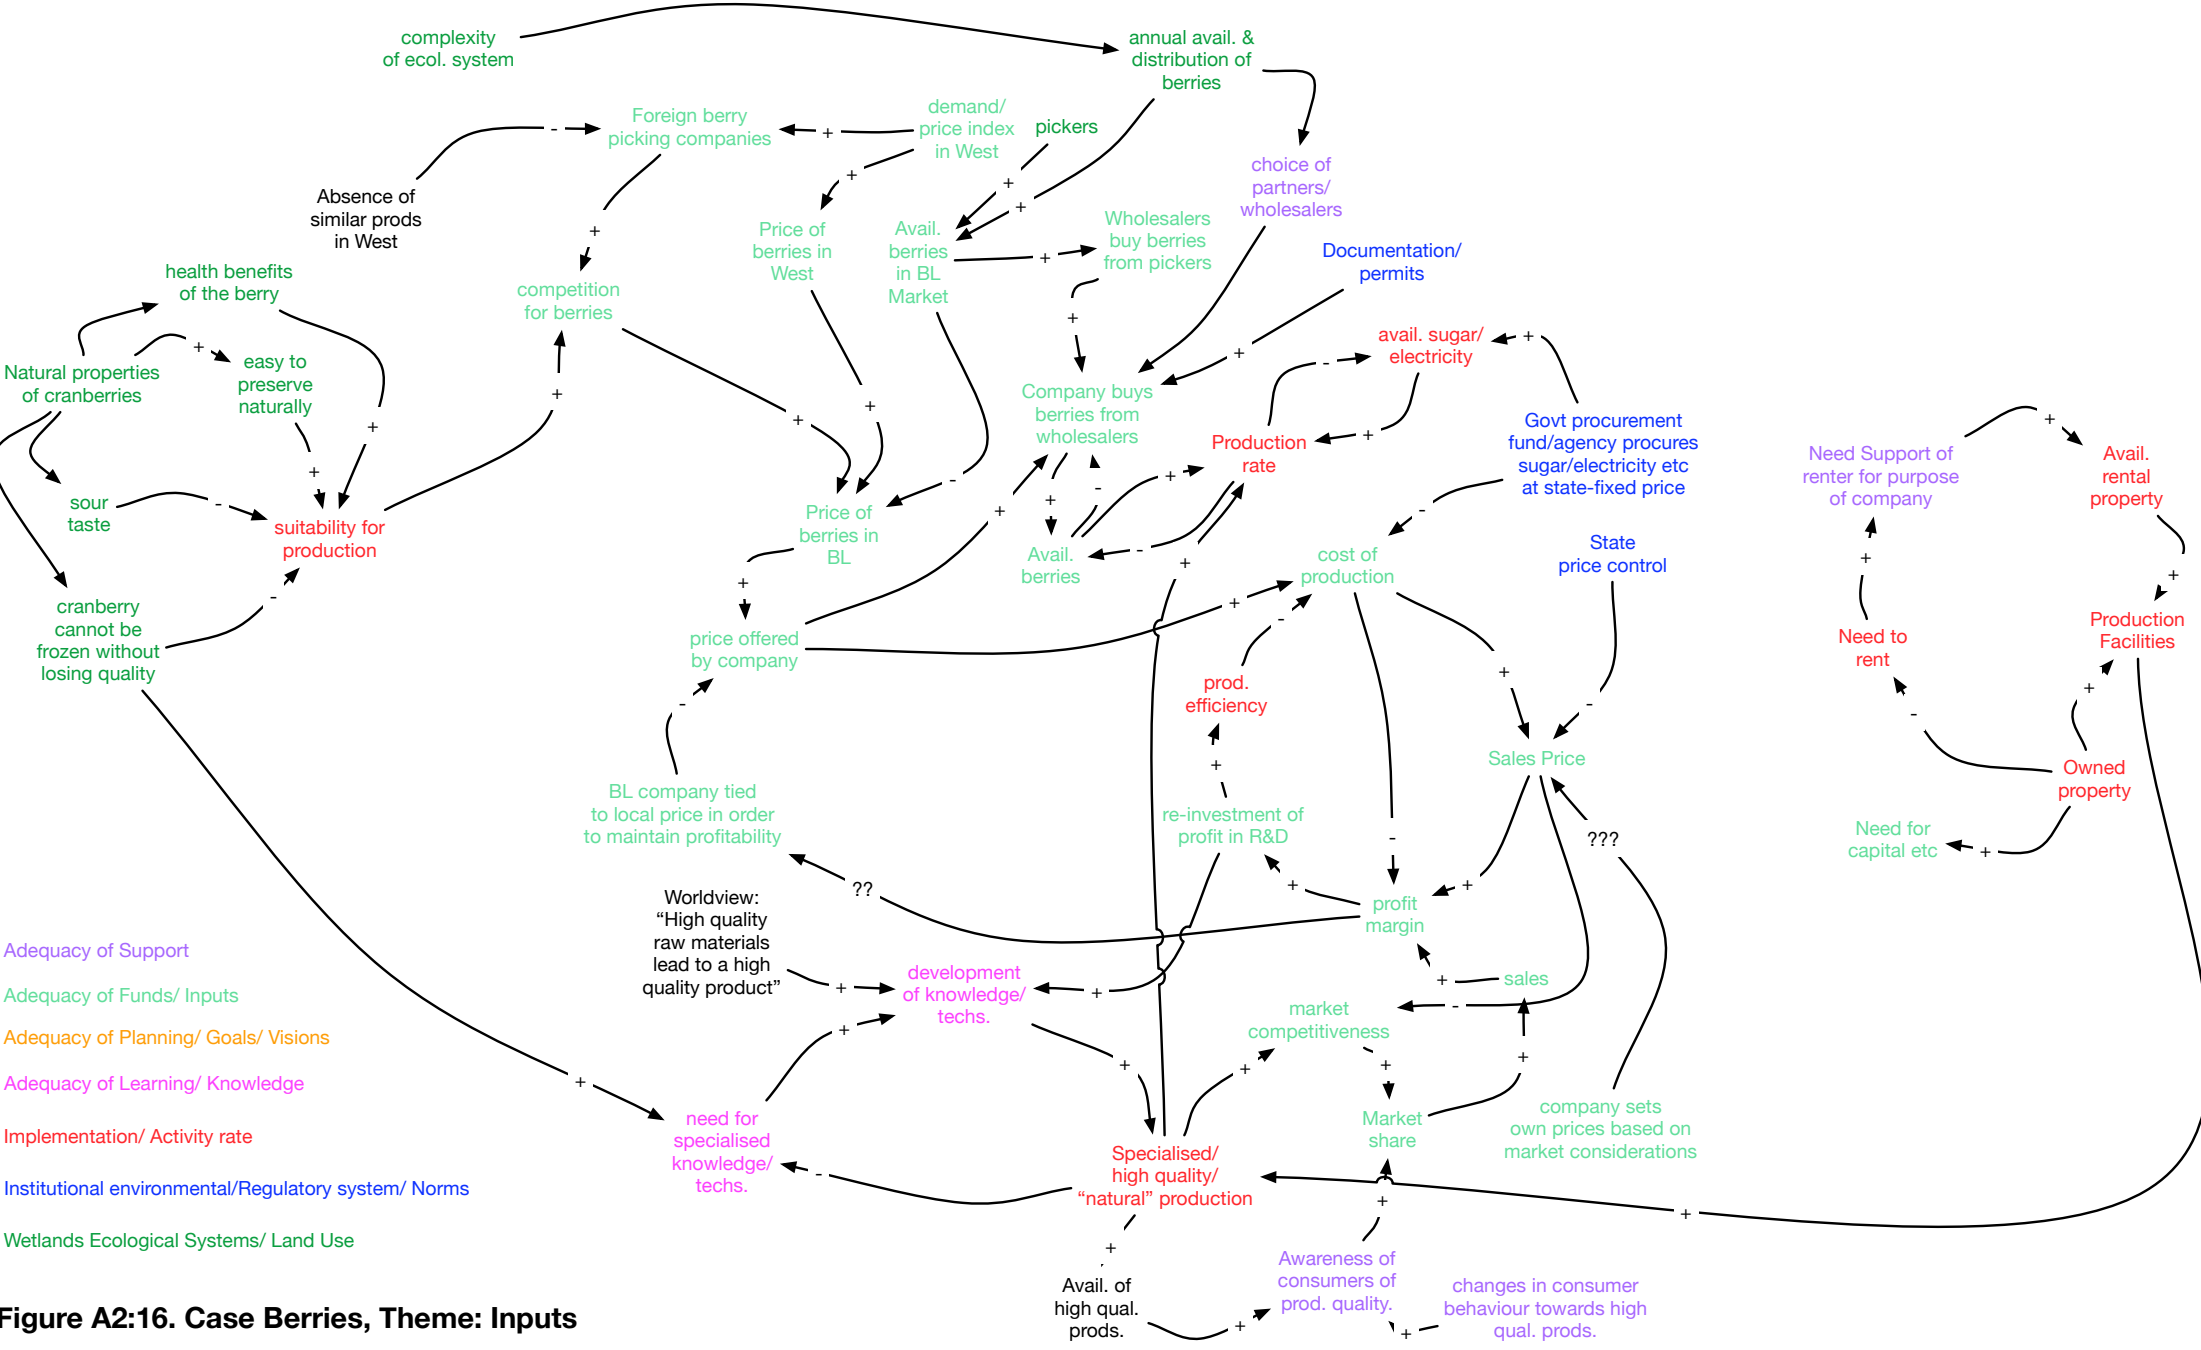 complexity
of ecol. system
annual avail. &
distribution of
berries
Foreign berry
picking companies
demand/
price index
in West
pickers
-
+
+
+
+
choice of
partners/
wholesalers
Absence of
similar prods
in West
Price of
berries in
West
Avail.
berries
in BL
Market
Wholesalers
buy berries
from pickers
Documentation/
permits
+
+
health benefits
of the berry
competition
for berries
+
+
avail. sugar/
electricity
+
-
Natural properties
of cranberries
+
easy to
preserve
naturally
+
+
+
+
Company buys
berries from
wholesalers
Production
rate
+
Govt procurement
fund/agency procures
sugar/electricity etc
at state-fixed price
Need Support of
renter for purpose
of company
+
Avail.
rental
property
+
sour
taste
-
suitability for
production
-
Price of
berries in
BL
+
+
-
+
-
Avail.
berries
-
+
cost of
production
State
price control
+
+
cranberry
cannot be
frozen without
losing quality
-
+
price offered
by company
+
-
Need to
rent
Production
Facilities
prod.
efficiency
+
-
-
-
+
Owned
property
-
+
Sales Price
BL company tied
to local price in order
to maintain profitability
re-investment of
profit in R&D
???
Need for
capital etc
+
-
??
+
+
profit
margin
Worldview:
“High quality
raw materials
lead to a high
quality product”
+
development
of knowledge/
techs.
+
+
sales
-
Adequacy of Support
Adequacy of Funds/ Inputs
Adequacy of Planning/ Goals/ Visions
Adequacy of Learning/ Knowledge
Implementation/ Activity rate
Institutional environmental/Regulatory system/ Norms
Wetlands Ecological Systems/ Land Use
+
market
competitiveness
+
+
+
+
+
need for
specialised
knowledge/
techs.
-
Specialised/
high quality/
“natural” production
Market
share
company sets
own prices based on
market considerations
+
+
+
Avail. of
high qual.
prods.
+
Awareness of
consumers of
prod. quality.
+
changes in consumer
behaviour towards high
qual. prods.
Figure A2:16. Case Berries, Theme: Inputs